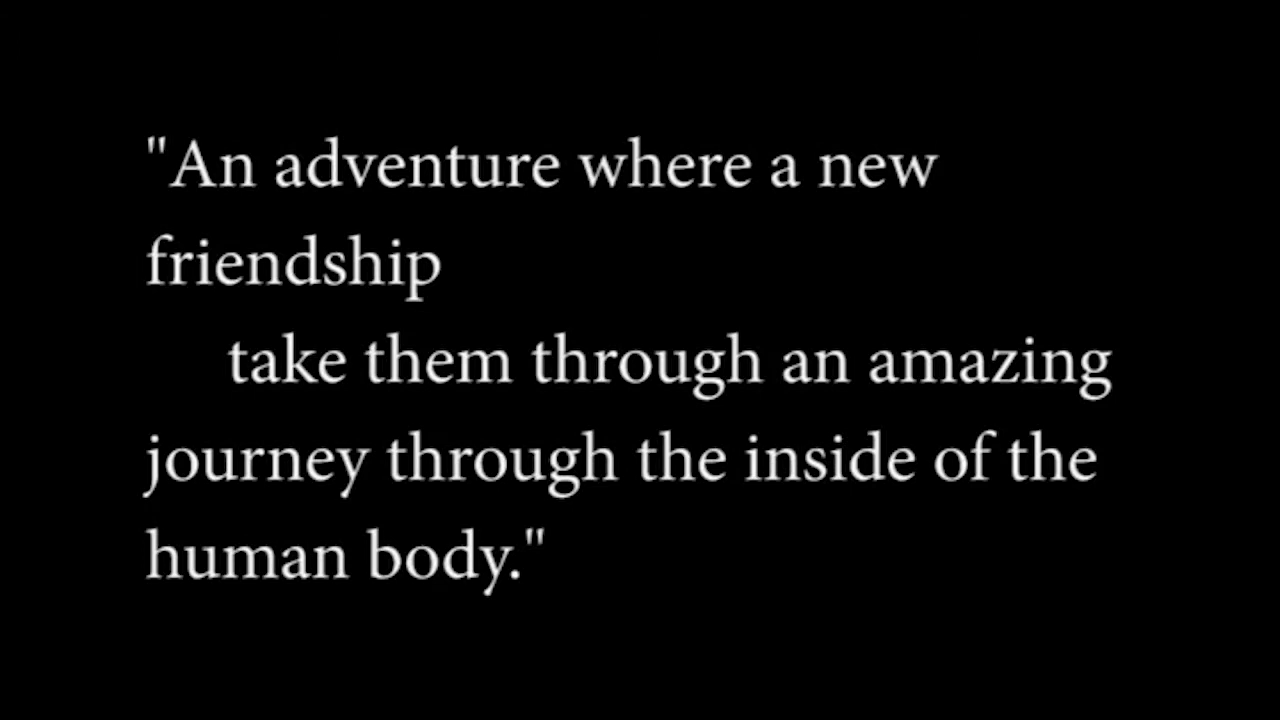 "An adventure where a new
friendship
take them through an amazing
journey through the inside of the
human body."